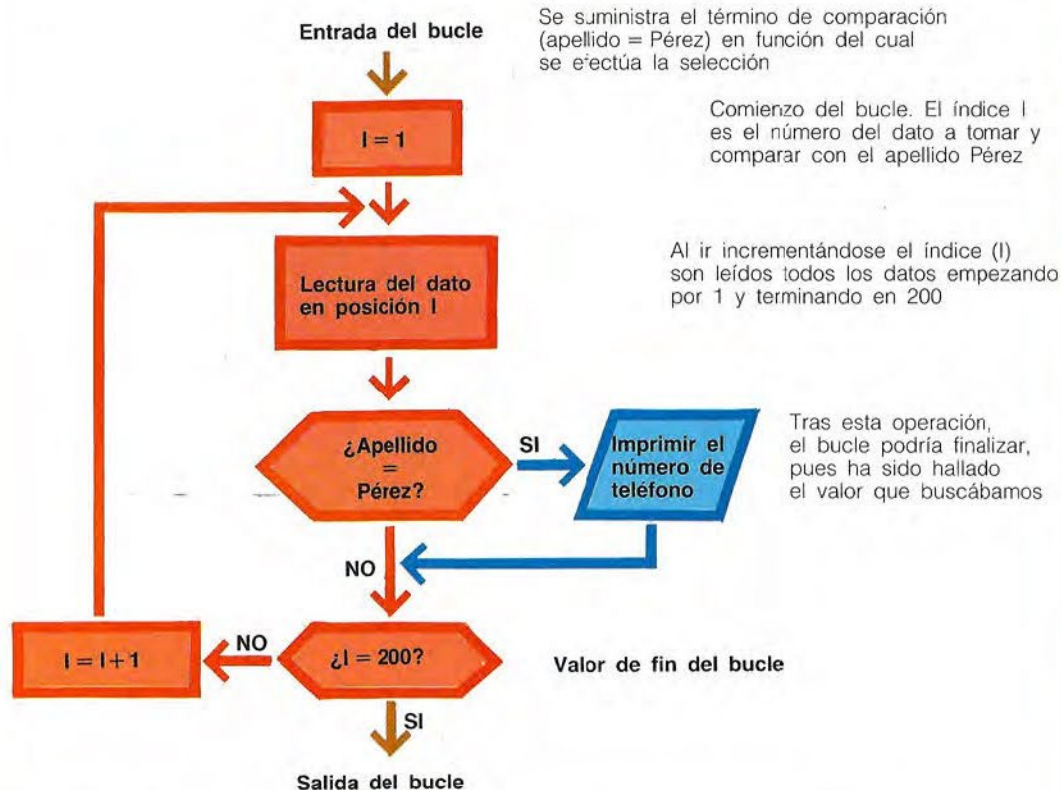 Entrada del bucle
Se suministra el término de comparación
(apellido = Pérez) en función del cual
se efectúa la selección
I = 1
Comienzo del bucle. El índice I
es el número del dato a tomar y
comparar con el apellido Pérez
Lectura del dato
en posición I
Al ir incrementándose el índice (I)
son leídos todos los datos empezando
por 1 y terminando en 200
¿Apellido
=
Pérez?
SI
Imprimir el
número de
teléfono
Tras esta operación,
el bucle podría finalizar,
pues ha sido hallado
el valor que buscábamos
NO
I = I+1
NO
¿I = 200?
Valor de fin del bucle
SI
Salida del bucle